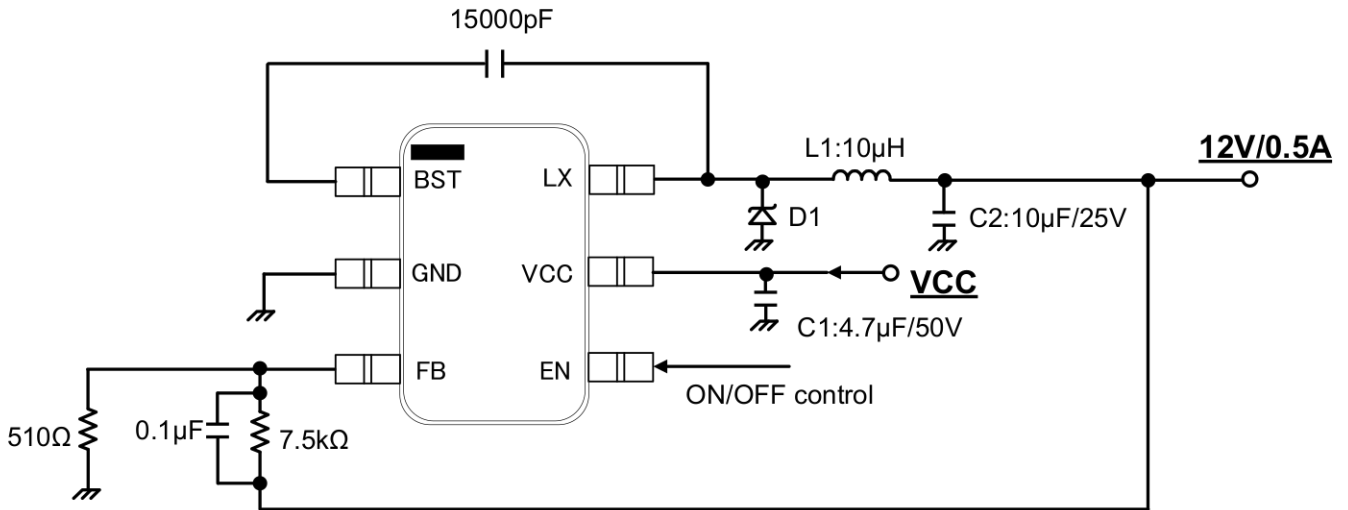 15000pF
BST
LX
L1:10µH
12V/0.5A
D1
C2:10µF/25V
GND
VCC
VCC
C1:4.7µF/50V
FB
EN
ON/OFF control
510Ω
0.1µF
7.5kΩ